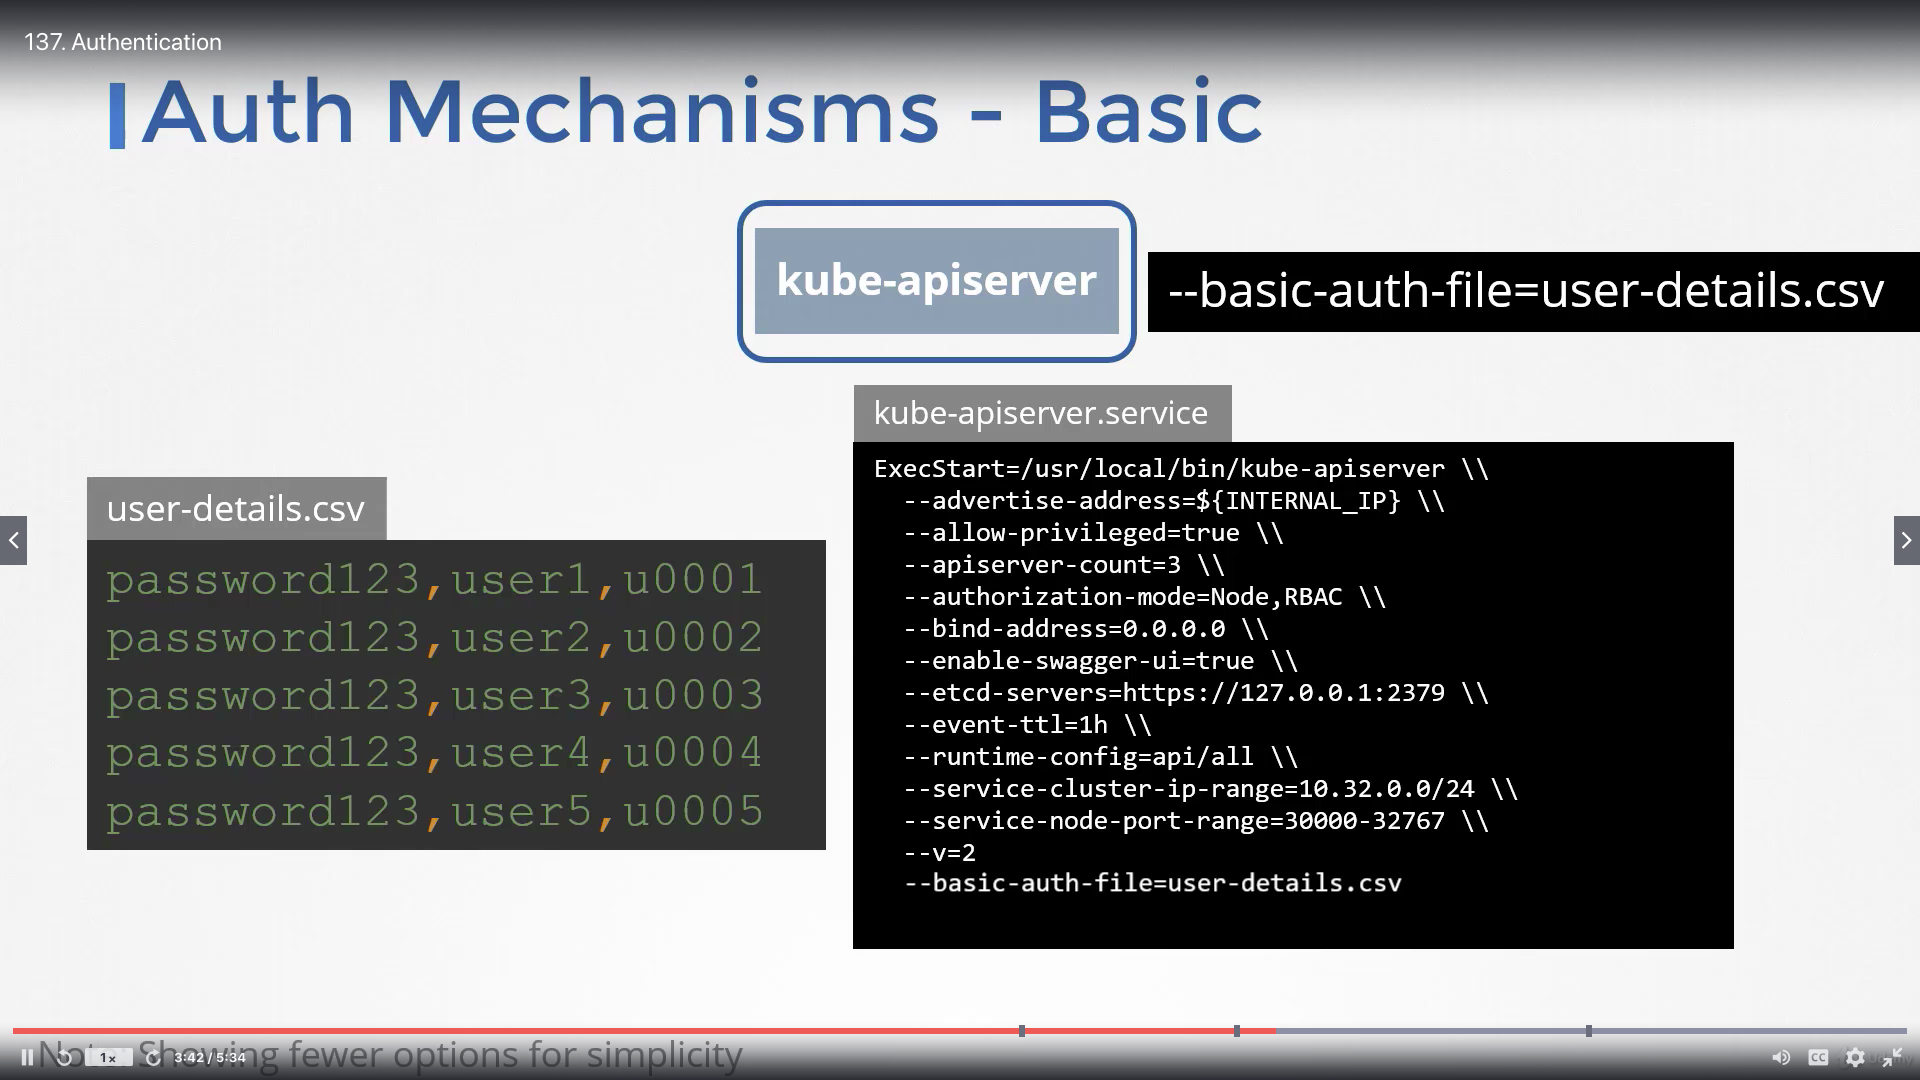 137. Authentication
Auth Mechanisms - Basic
kube-apiserver
--basic-auth-file=user-details.csv
kube-apiserver.service
ExecStart=/usr/local/bin/kube-apiserver \\
--advertise-address=${INTERNAL_IP} \\
--allow-privileged=true \\
--apiserver-count=3 \\
--authorization-mode=Node,RBAC \\
--bind-address=0.0.0.0 \\
--enable-swagger-ui=true \\
--etcd-servers=https://127.0.0.1:2379 \\
--event-ttl=1h \\
--runtime-config=api/all \\
--service-cluster-ip-range=10.32.0.0/24 \\
--service-node-port-range=30000-32767 \\
--v=2
--basic-auth-file=user-details.csv
user-details.csv
password123,user1,u0001
password123,user2,u0002
password123,user3,u0003
password123,user4,u0004
password123,user5,u0005
Showing fewer options for simplicity
1x
3:42 / 5:34
CC